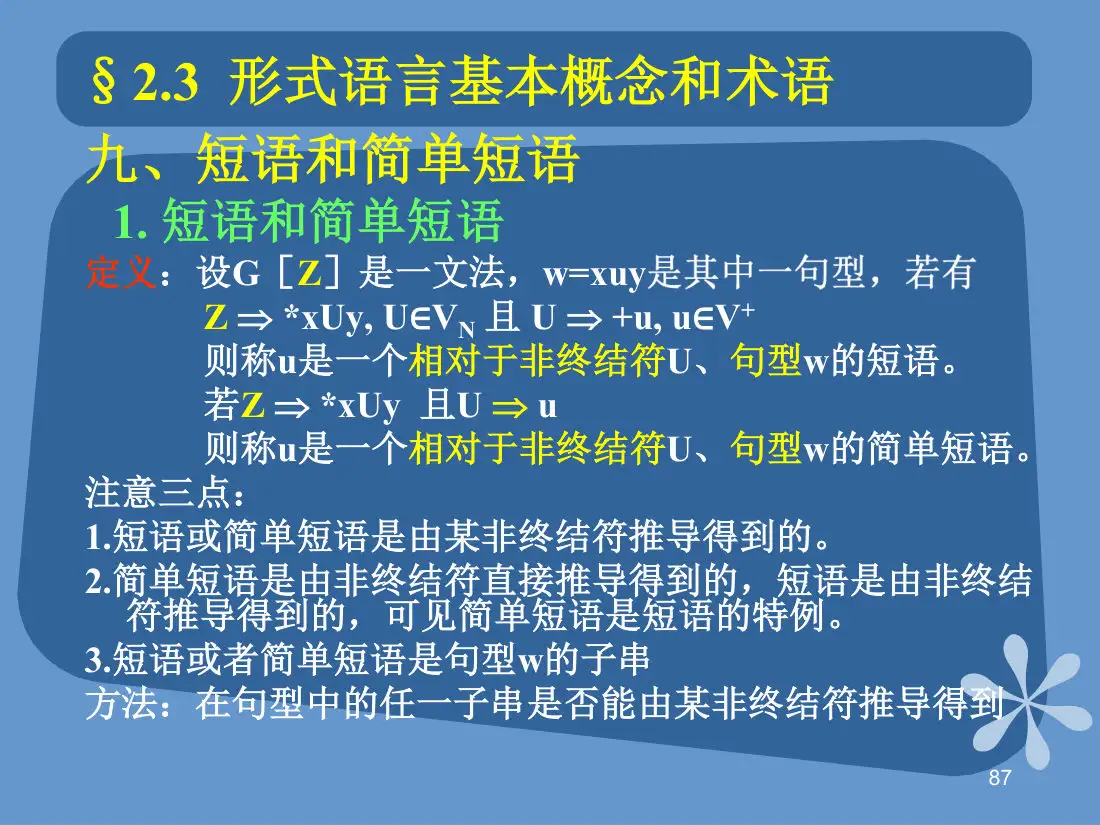 §2.3 形式语言基本概念和术语
九、短语和简单短语
1. 短语和简单短语
定义：设G［Z］是一文法，w=xuy是其中一句型，若有
Z ⇒ *xUy, U∈VN 且 U ⇒ +u, u∈V+
则称u是一个相对于非终结符U、句型w的短语。
若Z ⇒ *xUy 且U ⇒ u
则称u是一个相对于非终结符U、句型w的简单短语。
注意三点：
1.短语或简单短语是由某非终结符推导得到的。
2.简单短语是由非终结符直接推导得到的，短语是由非终结
符推导得到的，可见简单短语是短语的特例。
3.短语或者简单短语是句型w的子串
方法：在句型中的任一子串是否能由某非终结符推导得到
87